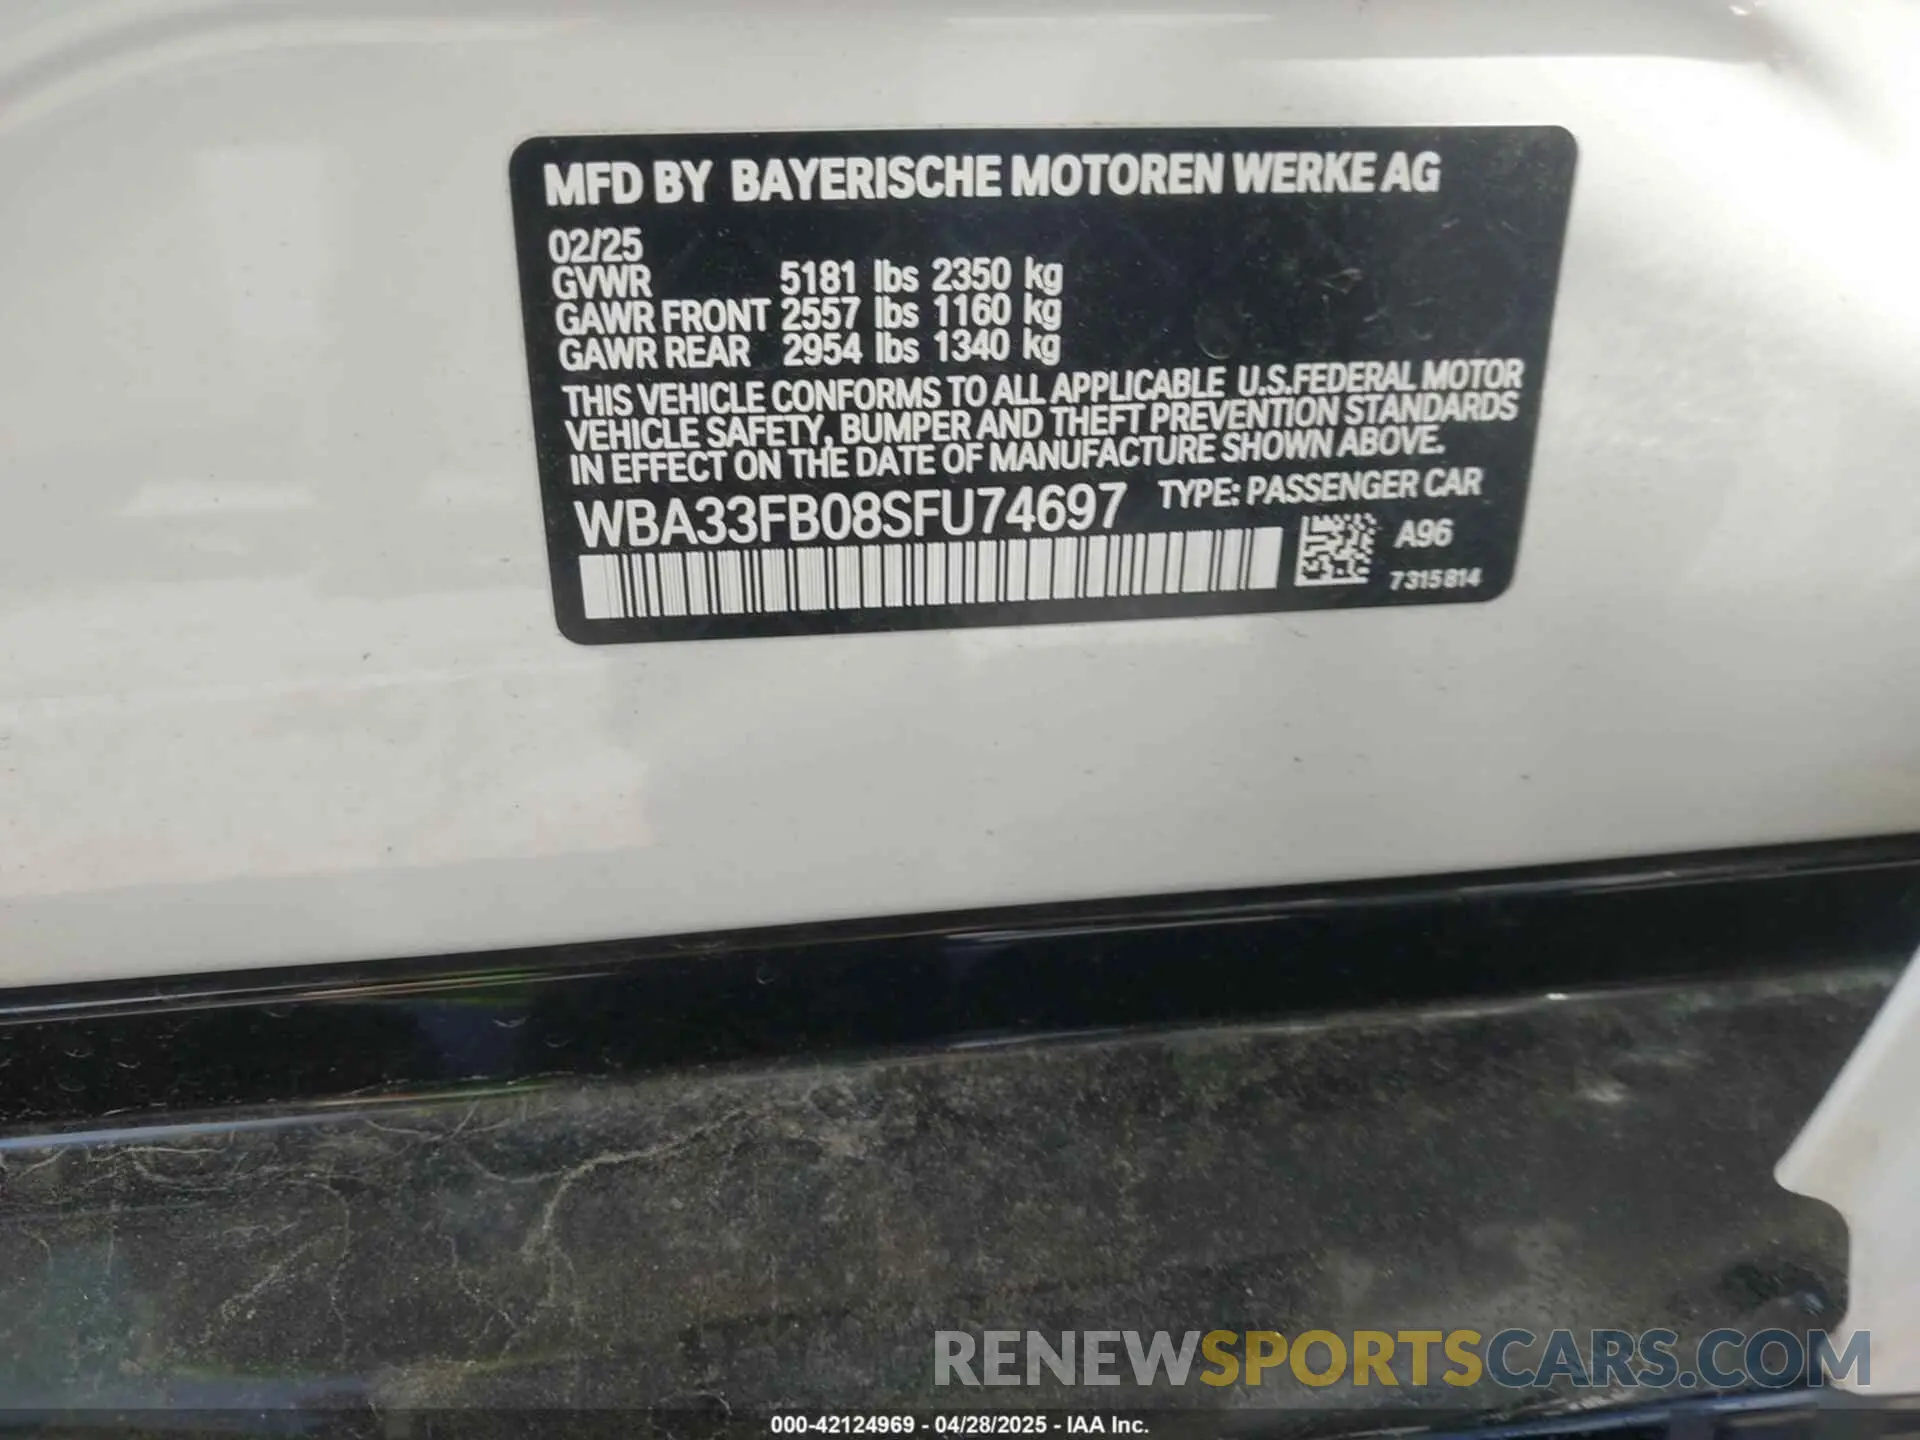 MFD BY BAYERISCHE MOTOREN WERKE AG
02/25
GVWR 5181 lbs 2350 kg
GAWR FRONT 2557 lbs 1160 kg
GAWR REAR 2954 lbs 1340 kg
THIS VEHICLE CONFORMS TO ALL APPLICABLE U.S.FEDERAL MOTOR
VEHICLE SAFETY, BUMPER AND THEFT PREVENTION STANDARDS
IN EFFECT ON THE DATE OF MANUFACTURE SHOWN ABOVE.
WBA33FB08SFU74697 TYPE: PASSENGER CAR
A96
7315814
RENEWSPORTSCARS.COM
000-42124969 - 04/28/2025 - IAA Inc.